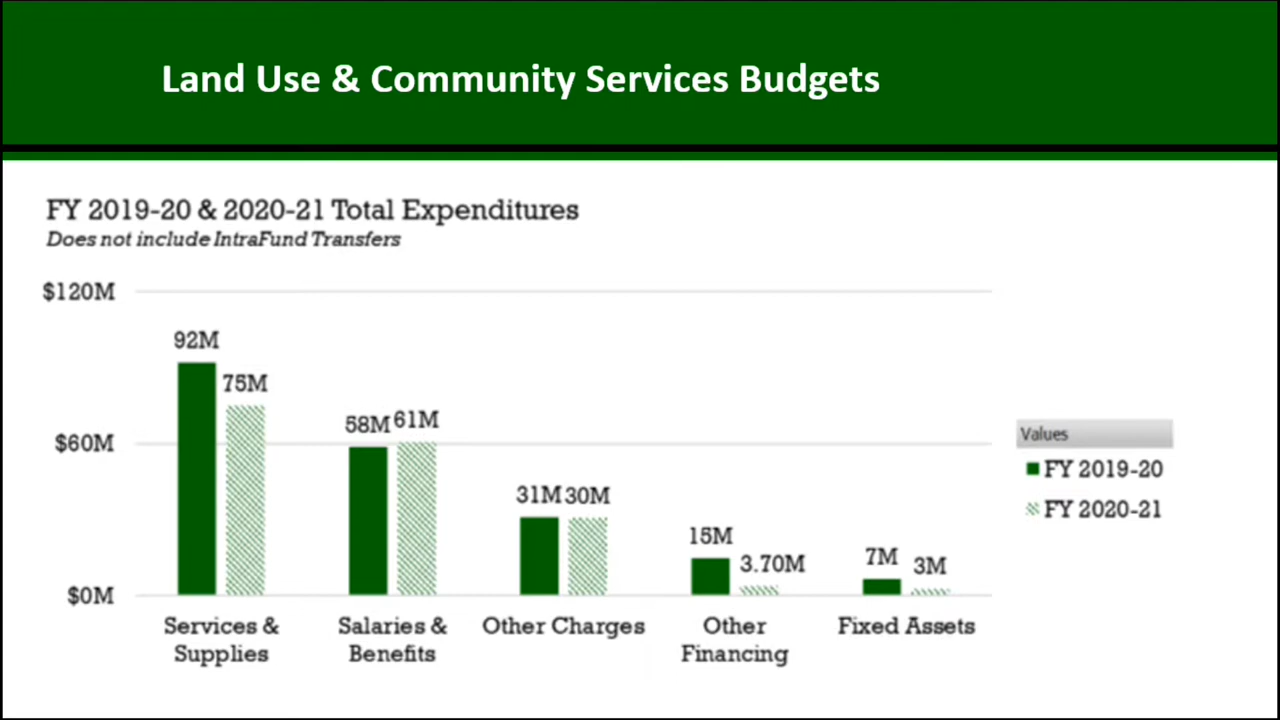 Land Use & Community Services Budgets
FY 2019-20 & 2020-21 Total Expenditures
Does not include IntraFund Transfers
$120M
92M
75M
$60M
58M 61M
31M 30M
15M 3.70M
7M 3M
$0M
Services & Supplies
Salaries & Benefits
Other Charges
Other Financing
Fixed Assets
Values
FY 2019-20
FY 2020-21